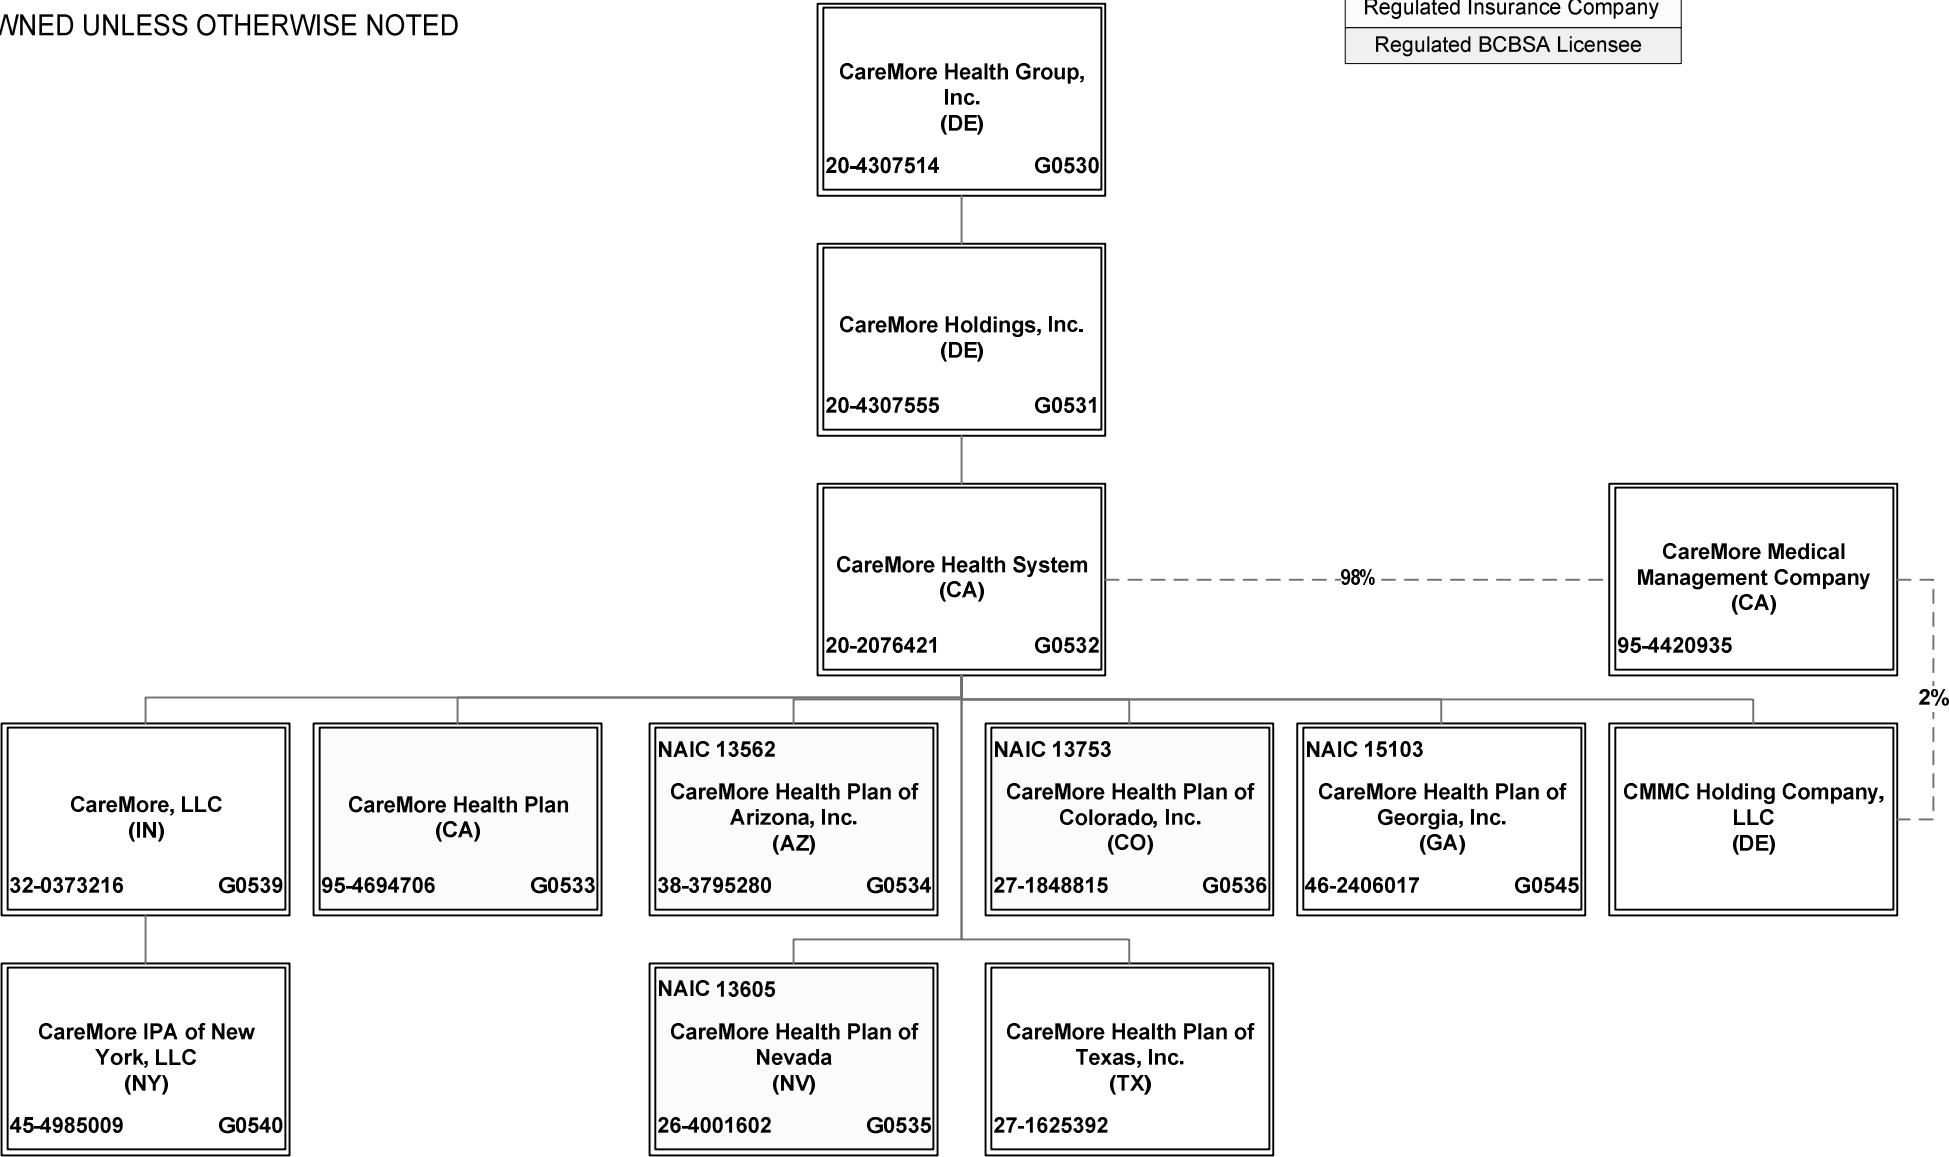 WNED UNLESS OTHERWISE NOTED
Regulated Insurance Company
Regulated BCBSA Licensee
CareMore Health Group,
Inc.
(DE)
20-4307514 G0530
CareMore Holdings, Inc.
(DE)
20-4307555 G0531
CareMore Health System
(CA)
20-2076421 G0532
98%
CareMore Medical
Management Company
(CA)
95-4420935
2%
CareMore, LLC
(IN)
32-0373216 G0539
CareMore Health Plan
(CA)
95-4694706 G0533
NAIC 13562
CareMore Health Plan of
Arizona, Inc.
(AZ)
38-3795280 G0534
NAIC 13753
CareMore Health Plan of
Colorado, Inc.
(CO)
27-1848815 G0536
NAIC 15103
CareMore Health Plan of
Georgia, Inc.
(GA)
46-2406017 G0545
CMMC Holding Company,
LLC
(DE)
CareMore IPA of New
York, LLC
(NY)
45-4985009 G0540
NAIC 13605
CareMore Health Plan of
Nevada
(NV)
26-4001602 G0535
CareMore Health Plan of
Texas, Inc.
(TX)
27-1625392